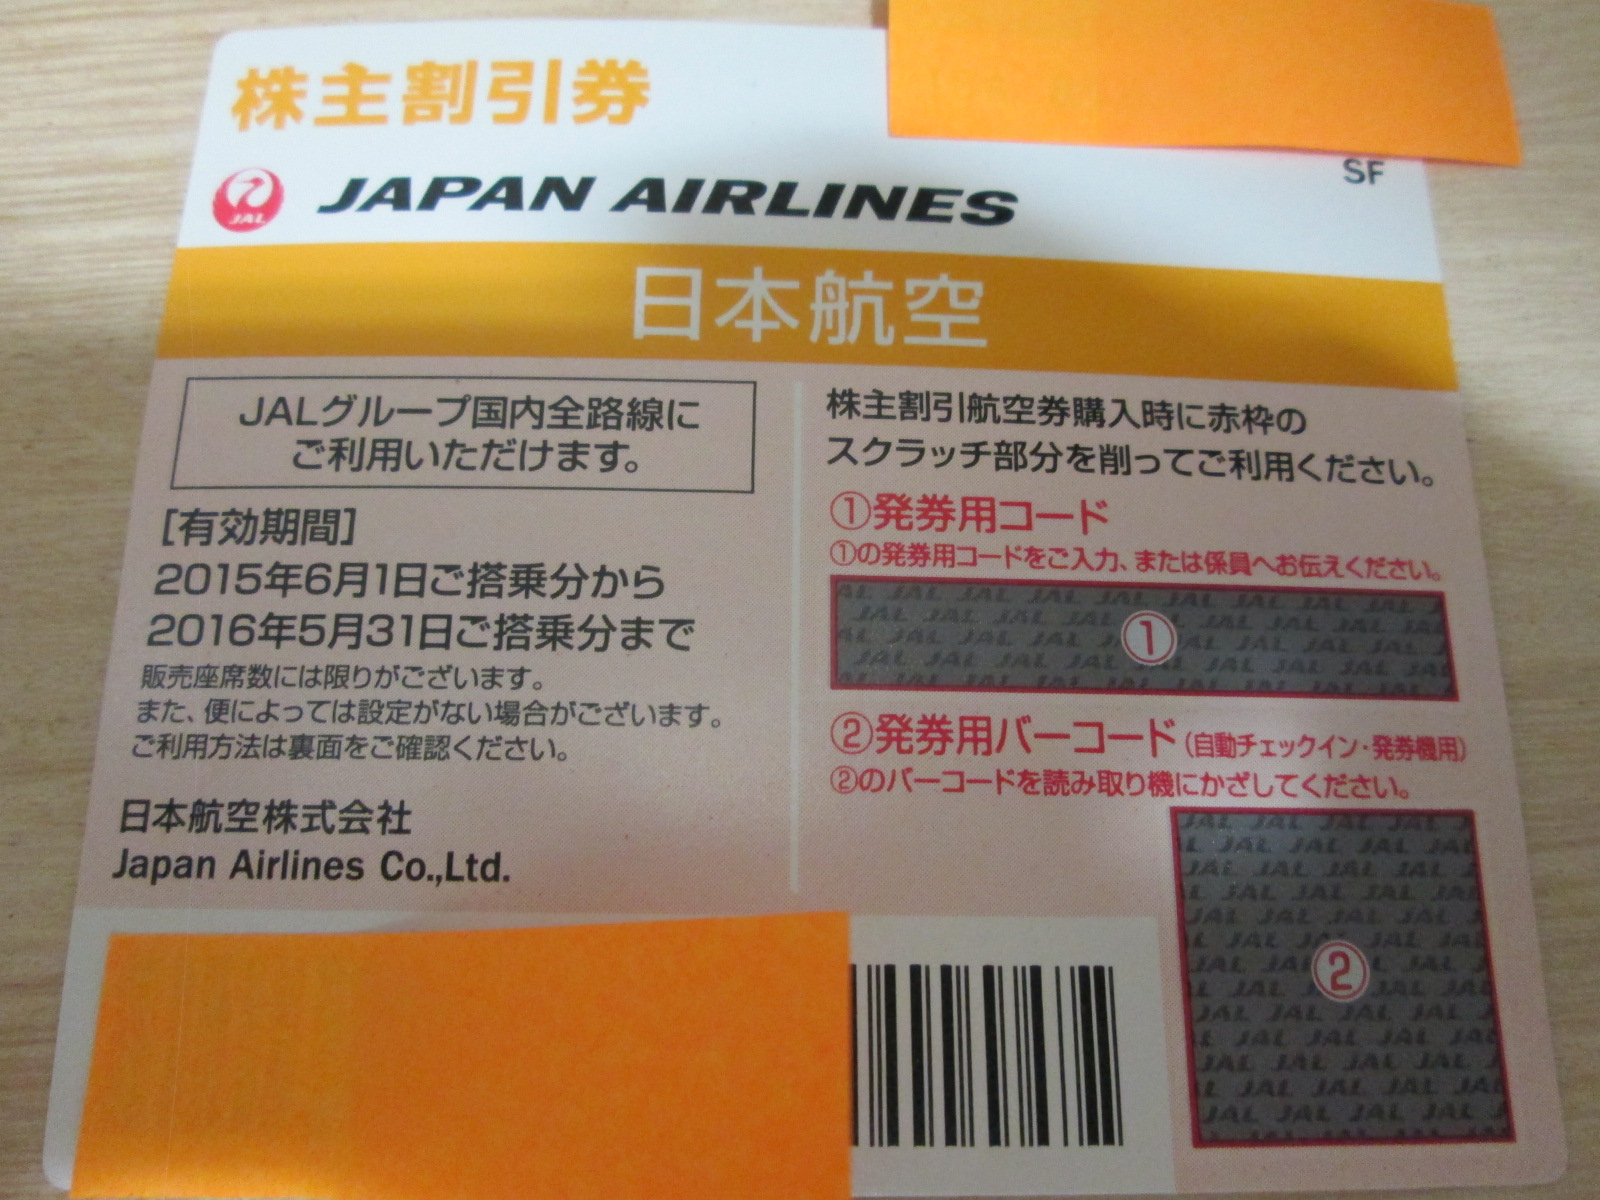 株主割引券
SF
JAL
JAPAN AIRLINES
日本航空
JALグループ国内全路線に
ご利用いただけます。
[有効期間]
2015年6月1日ご搭乗分から
2016年5月31日ご搭乗分まで
販売座席数には限りがございます。
また、便によっては設定がない場合がございます。
ご利用方法は裏面をご確認ください。
日本航空株式会社
Japan Airlines Co.,Ltd.
株主割引航空券購入時に赤枠の
スクラッチ部分を削ってご利用ください。
①発券用コード
①の発券用コードをご入力、または係員へお伝えください。
①
②発券用バーコード(自動チェックイン・発券機用)
②のバーコードを読み取り機にかざしてください。
②